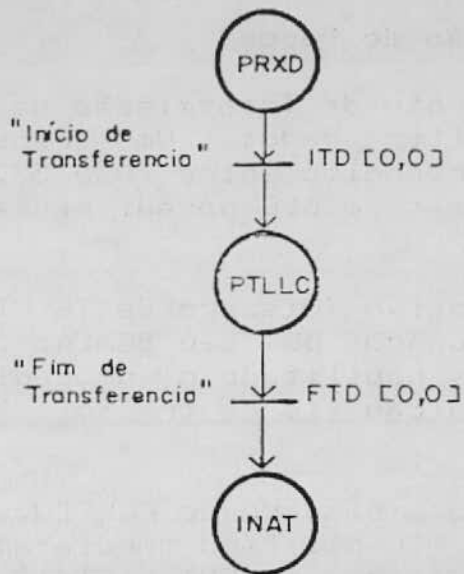 PRXD
"Início de
Transferencia"
ITD [0,0]
PTLLC
"Fim de
Transferencia"
FTD [0,0]
INAT